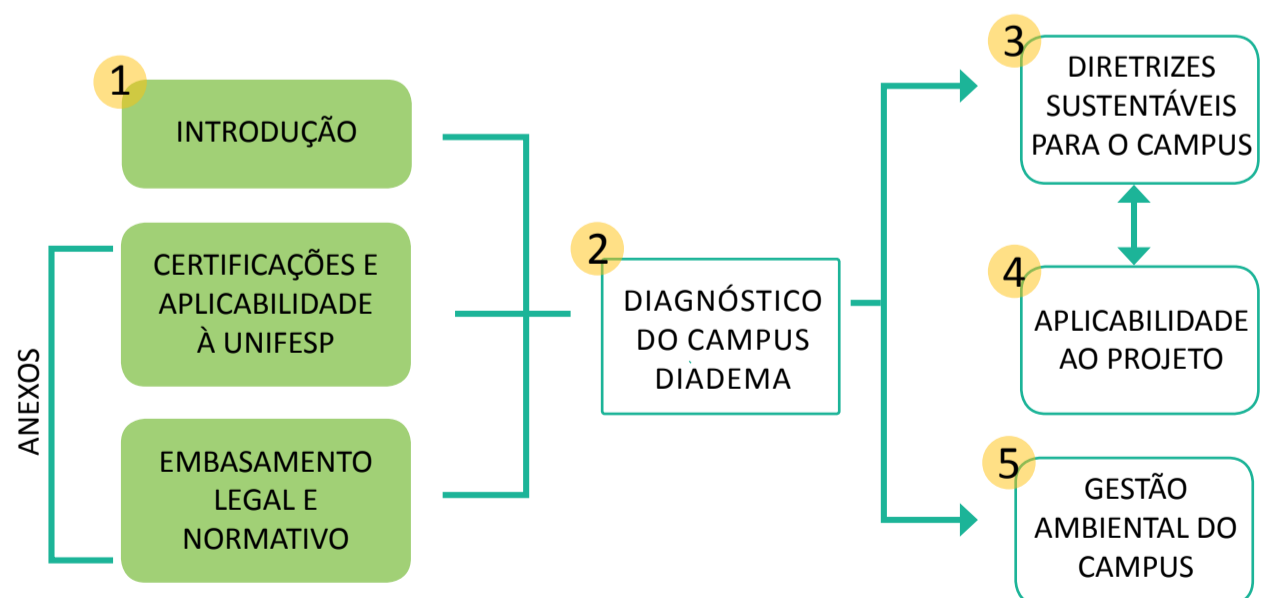 1
INTRODUÇÃO
ANEXOS
CERTIFICAÇÕES E
APLICABILIDADE
À UNIFESP
EMBASAMENTO
LEGAL E
NORMATIVO
2
DIAGNÓSTICO
DO CAMPUS
DIADEMA
3
DIRETRIZES
SUSTENTÁVEIS
PARA O CAMPUS
4
APLICABILIDADE
AO PROJETO
5
GESTÃO
AMBIENTAL DO
CAMPUS